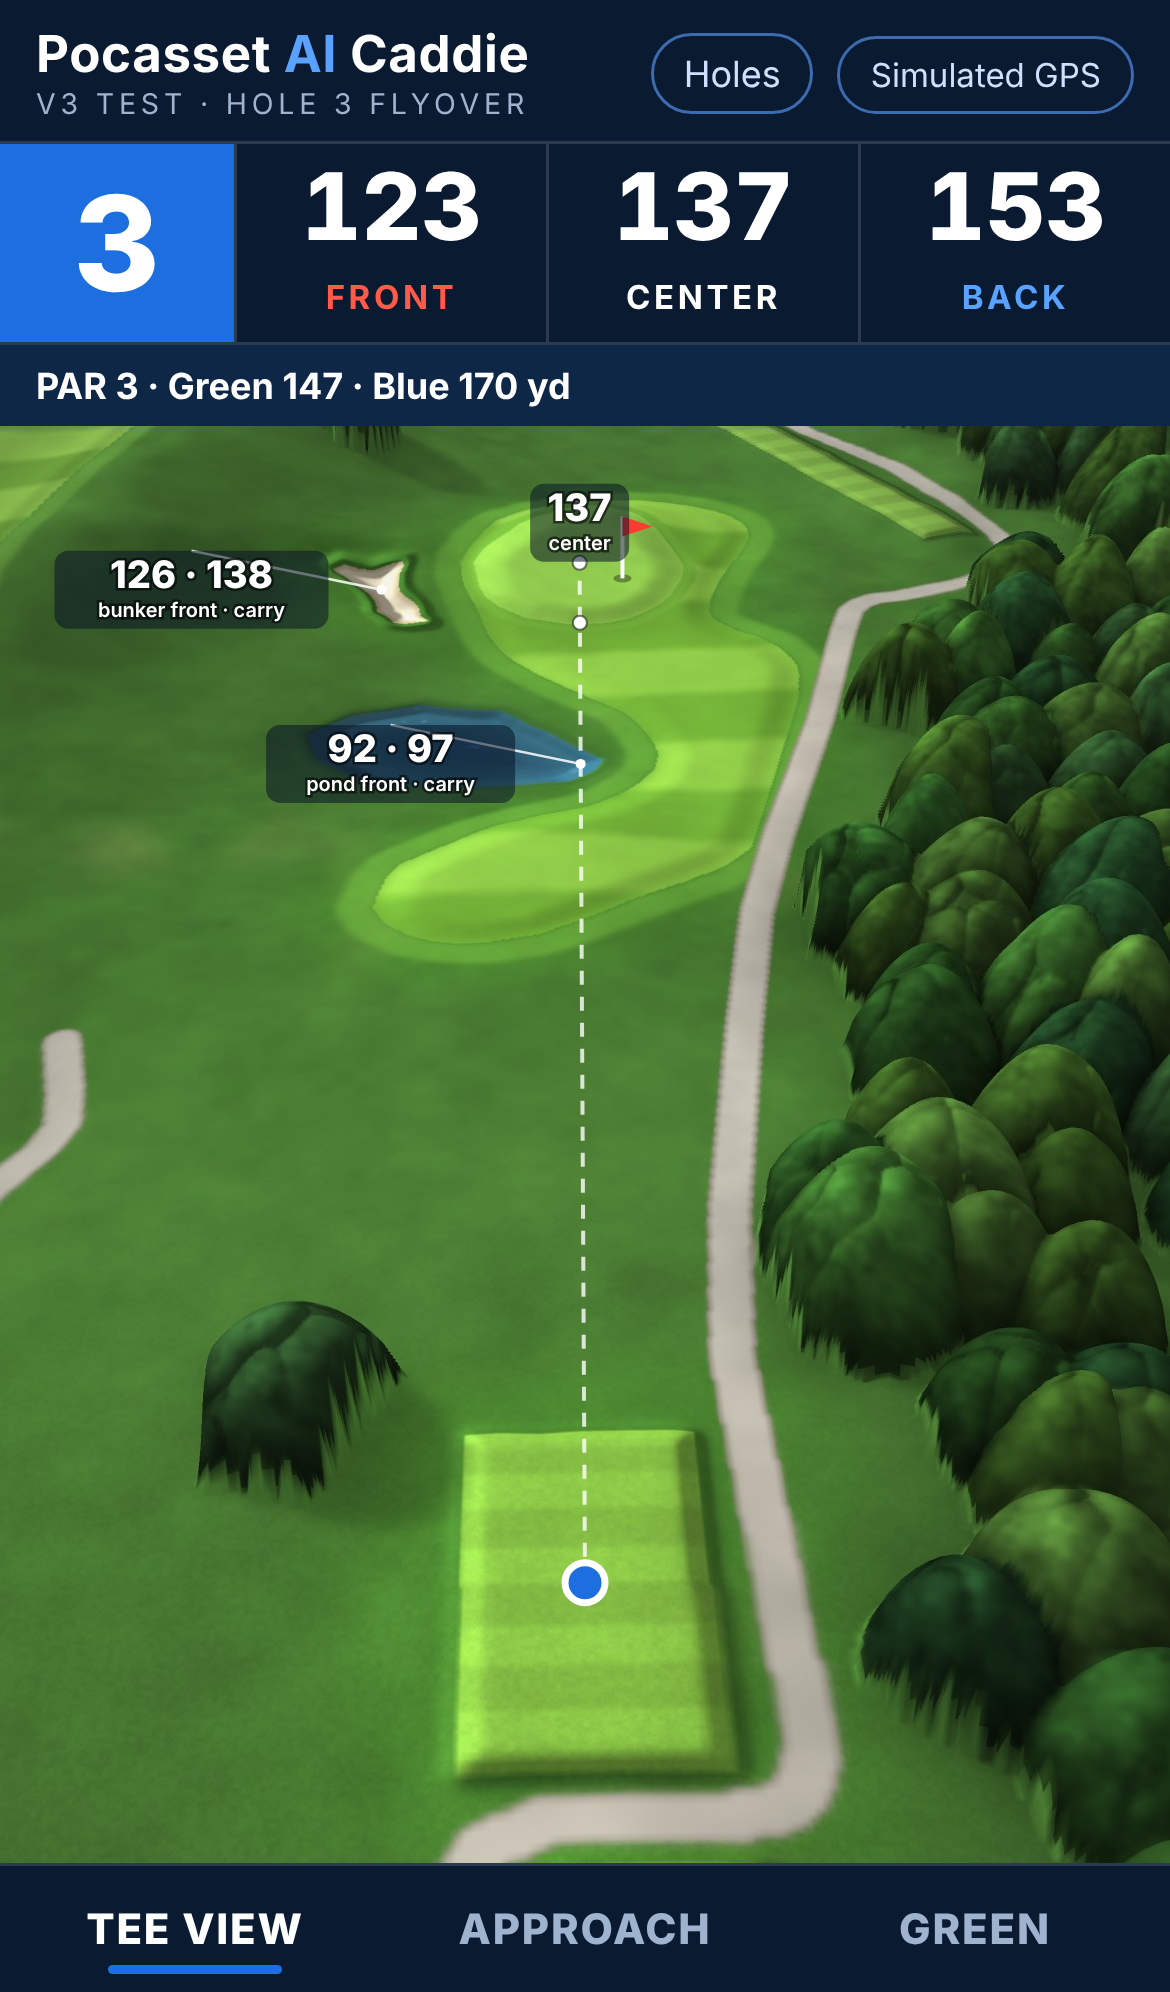 Pocasset AI Caddie
V3 TEST · HOLE 3 FLYOVER
Holes
Simulated GPS
3
123
FRONT
137
CENTER
153
BACK
PAR 3 · Green 147 · Blue 170 yd
137
center
126 · 138
bunker front · carry
92 · 97
pond front · carry
TEE VIEW
APPROACH
GREEN